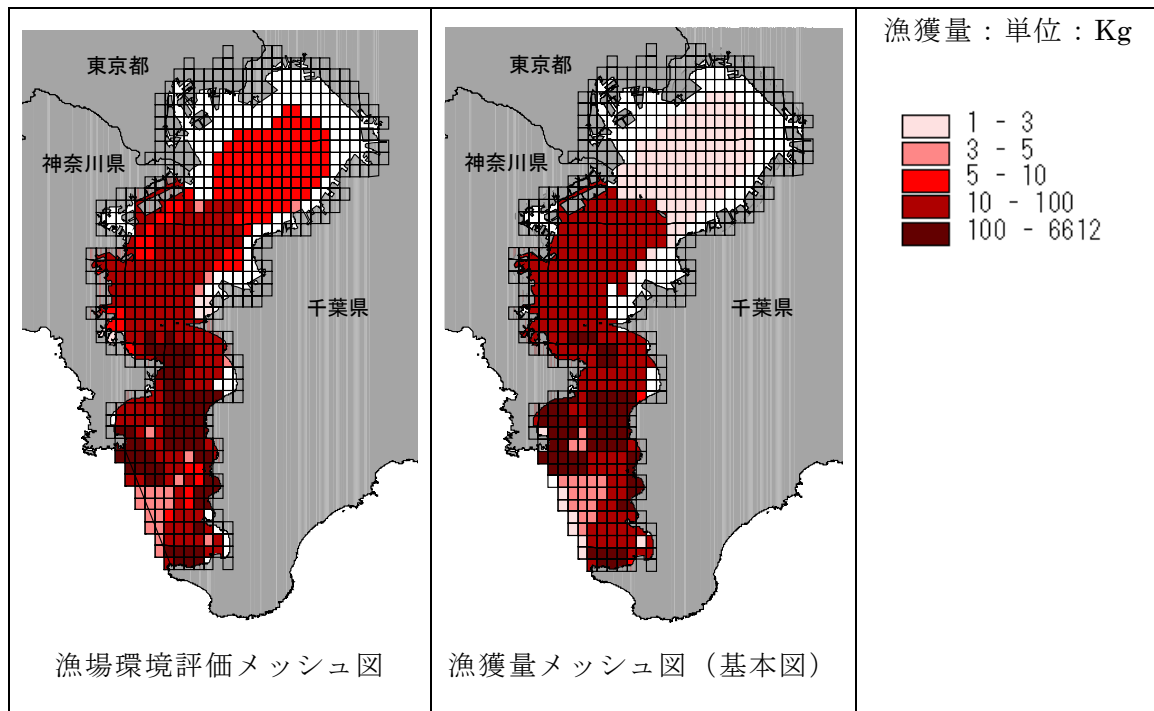 東京都
神奈川県
千葉県
漁場環境評価メッシュ図
東京都
神奈川県
千葉県
漁獲量メッシュ図（基本図）
漁獲量：単位：Kg
1 - 3
3 - 5
5 - 10
10 - 100
100 - 6612